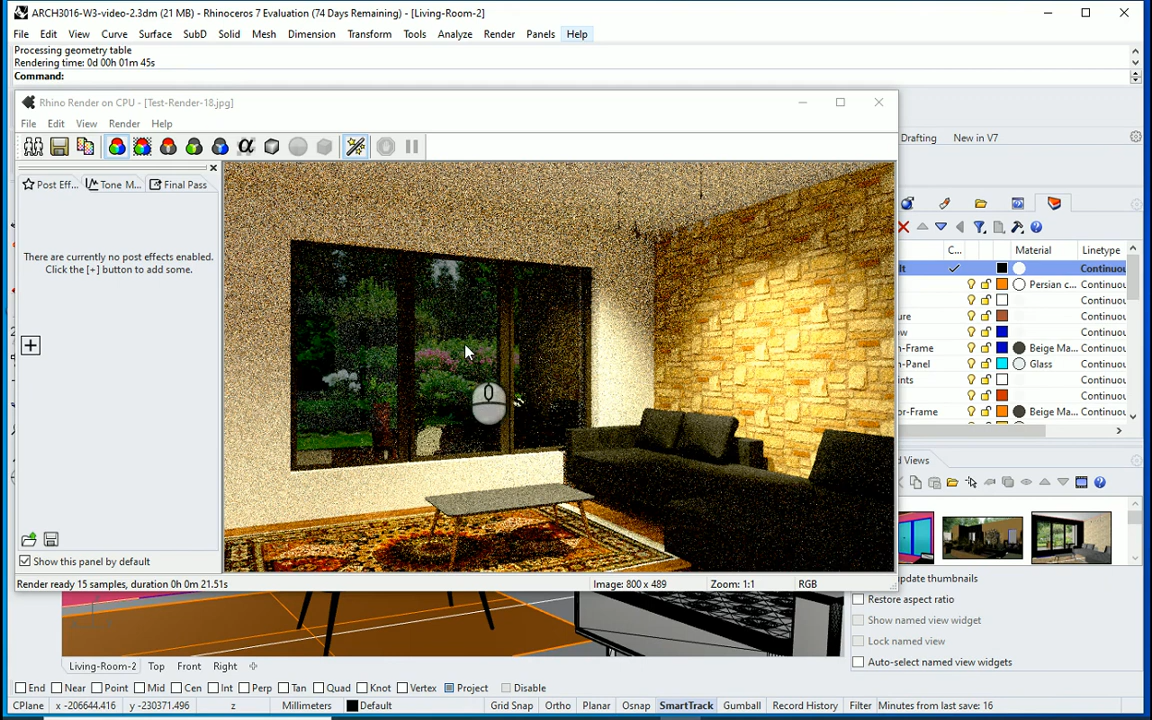 ARCH3016-W3-video-2.3dm (21 MB) - Rhinoceros 7 Evaluation (74 Days Remaining) - [Living-Room-2]
File Edit View Curve Surface SubD Solid Mesh Dimension Transform Tools Analyze Render Panels Help
Processing geometry table
Rendering time: 0d 00h 01m 45s
Command:
Rhino Render on CPU - [Test-Render-18.jpg]
File Edit View Render Help
Drafting New in V7
Post Eff... Tone M... Final Pass
C... Material Linetype
lt Continuou
Persian c... Continuou
Continuou
ure Continuou
ow Continuou
n-Frame Beige Ma... Continuou
n-Panel Glass Continuou
ints Continuou
Continuou
or-Frame Beige Ma... Continuou
There are currently no post effects enabled.
Click the [+] button to add some.
d Views
Show this panel by default
Render ready 15 samples, duration 0h 0m 21.51s Image: 800 x 489 Zoom: 1:1 RGB
update thumbnails
Restore aspect ratio
Show named view widget
Lock named view
Auto-select named view widgets
Living-Room-2 Top Front Right
End Near Point Mid Cen Int Perp Tan Quad Knot Vertex Project Disable
CPlane x -206644.416 y -230371.496 z Millimeters Default Grid Snap Ortho Planar Osnap SmartTrack Gumball Record History Filter Minutes from last save: 16